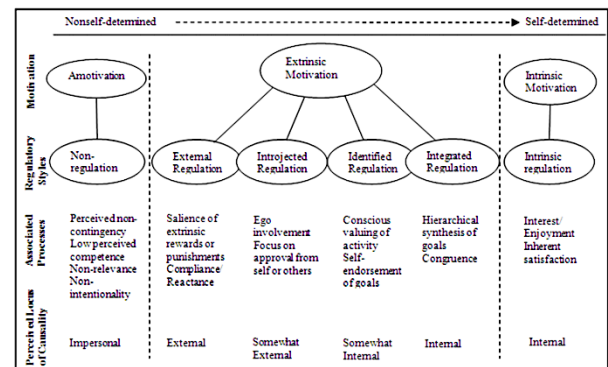 Nonself-determined
Self-determined
Motivation
Amotivation
Extrinsic
Motivation
Intrinsic
Motivation
Regulatory
Styles
Non-
regulation
External
Regulation
Introjected
Regulation
Identified
Regulation
Integrated
Regulation
Intrinsic
regulation
Associated
Processes
Perceived non-
contingency
Low perceived
competence
Non-relevance
Non-
intentionality
Salience of
extrinsic
rewards or
punishments
Compliance/
Reactance
Ego
involvement
Focus on
approval from
self or others
Conscious
valuing of
activity
Self-
endorsement
of goals
Hierarchical
synthesis of
goals
Congruence
Interest/
Enjoyment
Inherent
satisfaction
Perceived Locus
of Causality
Impersonal
External
Somewhat
External
Somewhat
Internal
Internal
Internal